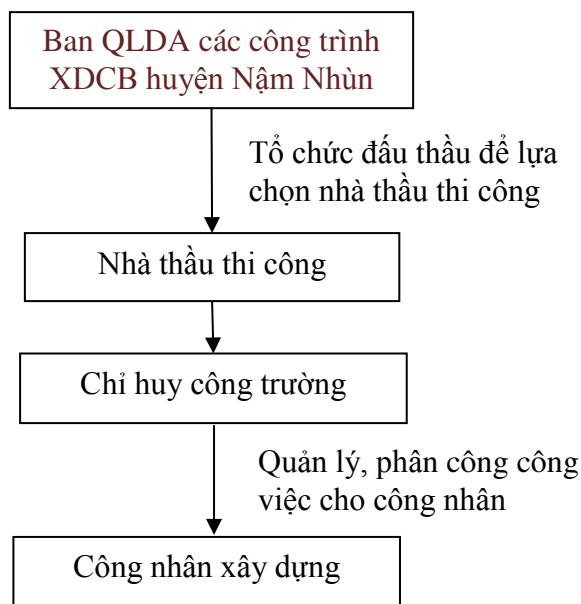 Ban QLDA các công trình
XDCB huyện Nậm Nhùn
Tổ chức đấu thầu để lựa
chọn nhà thầu thi công
Nhà thầu thi công
Chỉ huy công trường
Quản lý, phân công công
việc cho công nhân
Công nhân xây dựng